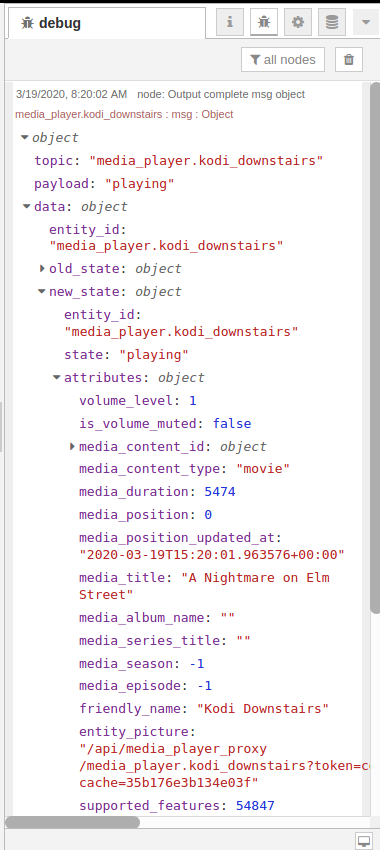 debug
all nodes
3/19/2020, 8:20:02 AM node: Output complete msg object
media_player.kodi_downstairs : msg : Object
object
topic: "media_player.kodi_downstairs"
payload: "playing"
data: object
entity_id:
"media_player.kodi_downstairs"
old_state: object
new_state: object
entity_id:
"media_player.kodi_downstairs"
state: "playing"
attributes: object
volume_level: 1
is_volume_muted: false
media_content_id: object
media_content_type: "movie"
media_duration: 5474
media_position: 0
media_position_updated_at:
"2020-03-19T15:20:01.963576+00:00"
media_title: "A Nightmare on Elm
Street"
media_album_name: ""
media_series_title: ""
media_season: -1
media_episode: -1
friendly_name: "Kodi Downstairs"
entity_picture:
"/api/media_player_proxy
/media_player.kodi_downstairs?token=c
cache=35b176e3b134e03f"
supported_features: 54847